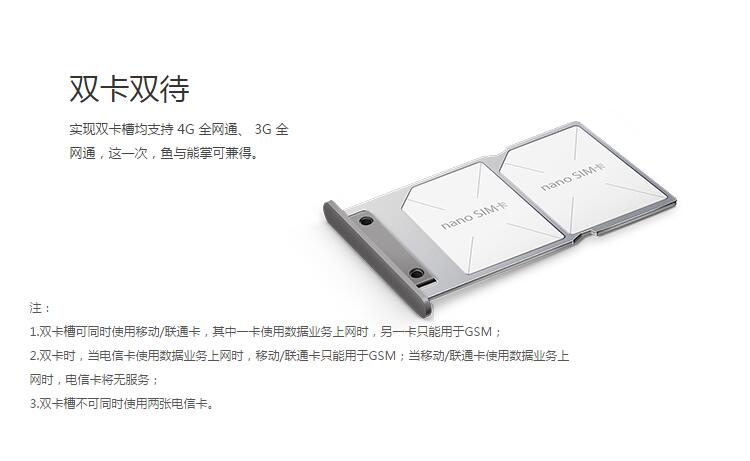 双卡双待
实现双卡槽均支持 4G 全网通、 3G 全
网通，这一次，鱼与熊掌可兼得。
nano SIM卡
nano SIM卡
注：
1.双卡槽可同时使用移动/联通卡，其中一卡使用数据业务上网时，另一卡只能用于GSM；
2.双卡时，当电信卡使用数据业务上网时，移动/联通卡只能用于GSM；当移动/联通卡使用数据业务上
网时，电信卡将无服务；
3.双卡槽不可同时使用两张电信卡。